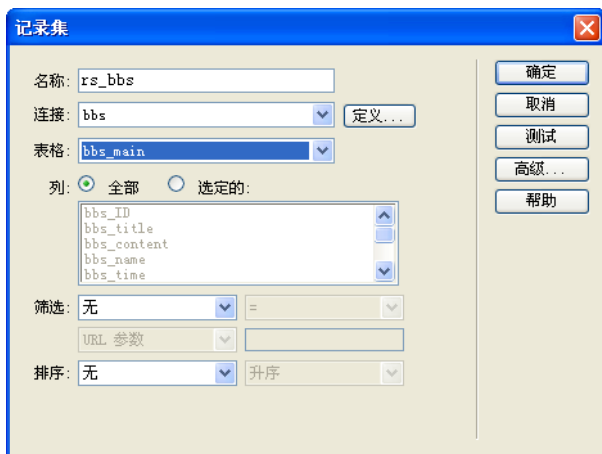 记录集
名称: rs_bbs
连接: bbs 定义...
表格: bbs_main
列: 全部 选定的:
bbs_ID
bbs_title
bbs_content
bbs_name
bbs_time
筛选: 无 =
URL 参数
排序: 无 升序
确定
取消
测试
高级...
帮助